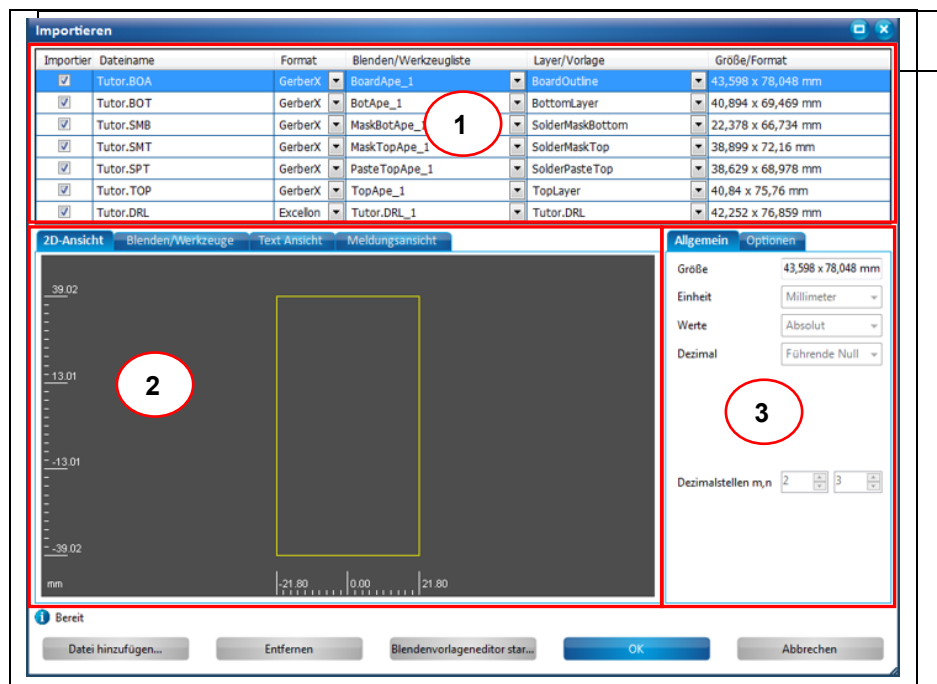 Importieren
Importier Dateiname Format Blenden/Werkzeugliste Layer/Vorlage Größe/Format
Tutor.BOA GerberX BoardApe_1 BoardOutline 43,598 x 78,048 mm
Tutor.BOT GerberX BotApe_1 BottomLayer 40,894 x 69,469 mm
Tutor.SMB GerberX MaskBotApe_1 SolderMaskBottom 22,378 x 66,734 mm
Tutor.SMT GerberX MaskTopApe_1 SolderMaskTop 38,899 x 72,16 mm
Tutor.SPT GerberX PasteTopApe_1 SolderPasteTop 38,629 x 68,978 mm
Tutor.TOP GerberX TopApe_1 TopLayer 40,84 x 75,76 mm
Tutor.DRL Excellon Tutor.DRL_1 Tutor.DRL 42,252 x 76,859 mm
1
2D-Ansicht Blenden/Werkzeuge Text Ansicht Meldungsansicht
39.02
13.01
-13.01
-39.02
mm
-21.80 0.00 21.80
2
Allgemein Optionen
Größe 43,598 x 78,048 mm
Einheit Millimeter
Werte Absolut
Dezimal Führende Null
3
Dezimalstellen m,n 2 3
Bereit
Datei hinzufügen... Entfernen Blendenvorlageneditor star... OK Abbrechen